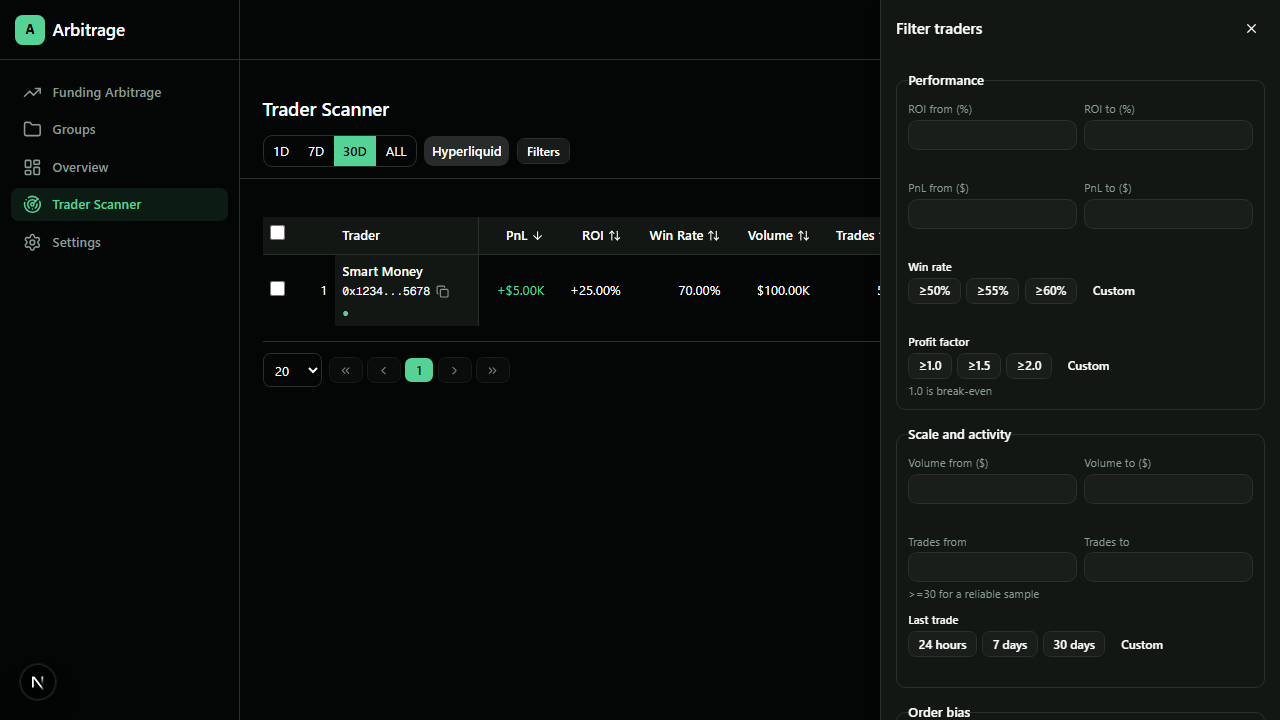 A Arbitrage
Funding Arbitrage
Groups
Overview
Trader Scanner
Settings
N
Trader Scanner
1D 7D 30D ALL Hyperliquid Filters
Trader PnL ROI Win Rate Volume Trades
Smart Money
1 0x1234...5678 +$5.00K +25.00% 70.00% $100.00K
20 « ‹ 1 › »
Filter traders ×
Performance
ROI from (%) ROI to (%)
PnL from ($) PnL to ($)
Win rate
≥50% ≥55% ≥60% Custom
Profit factor
≥1.0 ≥1.5 ≥2.0 Custom
1.0 is break-even
Scale and activity
Volume from ($) Volume to ($)
Trades from Trades to
>=30 for a reliable sample
Last trade
24 hours 7 days 30 days Custom
Order bias